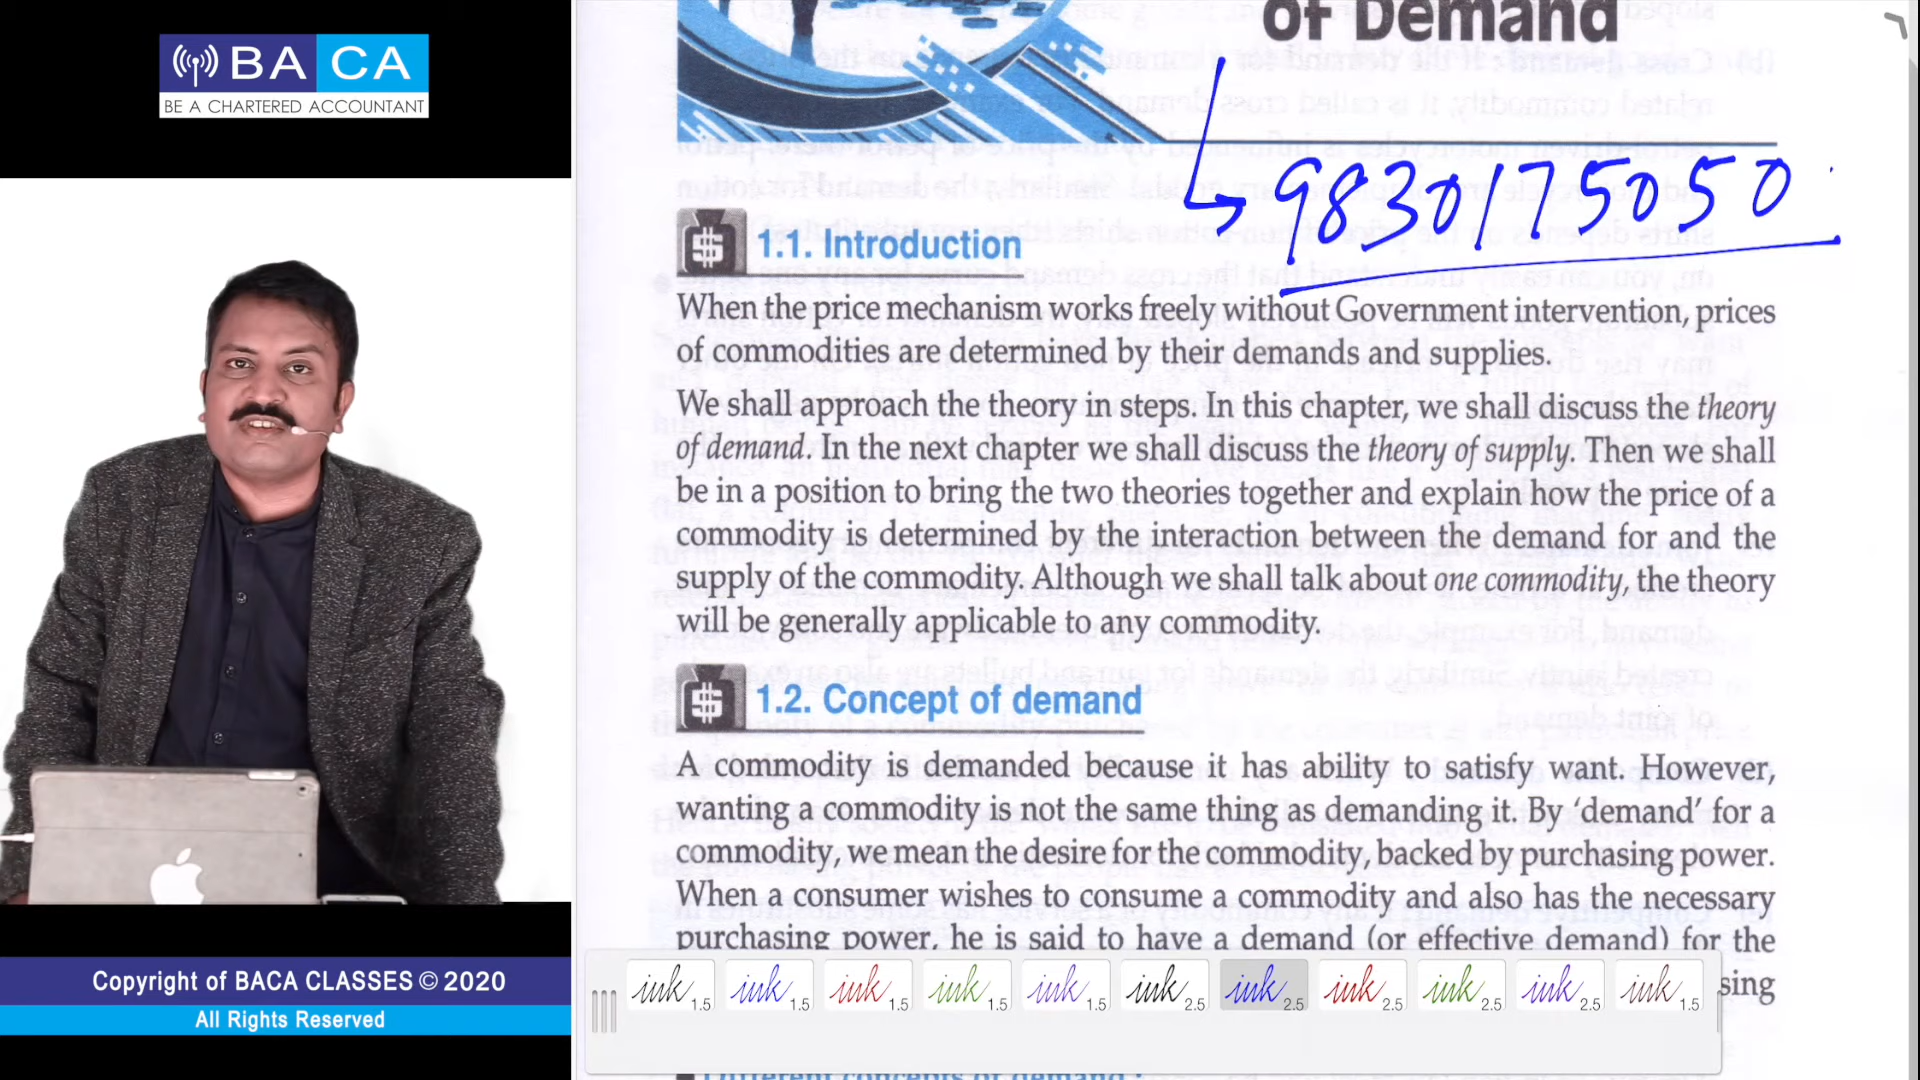 BA CA
BE A CHARTERED ACCOUNTANT
of Demand
9830175050
1.1. Introduction
When the price mechanism works freely without Government intervention, prices
of commodities are determined by their demands and supplies.
We shall approach the theory in steps. In this chapter, we shall discuss the theory
of demand. In the next chapter we shall discuss the theory of supply. Then we shall
be in a position to bring the two theories together and explain how the price of a
commodity is determined by the interaction between the demand for and the
supply of the commodity. Although we shall talk about one commodity, the theory
will be generally applicable to any commodity.
1.2. Concept of demand
A commodity is demanded because it has ability to satisfy want. However,
wanting a commodity is not the same thing as demanding it. By ‘demand’ for a
commodity, we mean the desire for the commodity, backed by purchasing power.
When a consumer wishes to consume a commodity and also has the necessary
purchasing power, he is said to have a demand (or effective demand) for the
sing
ink 1.5 ink 1.5 ink 1.5 ink 1.5 ink 1.5 ink 2.5 ink 2.5 ink 2.5 ink 2.5 ink 2.5 ink 1.5
Different concepts of demand :
Copyright of BACA CLASSES © 2020
All Rights Reserved